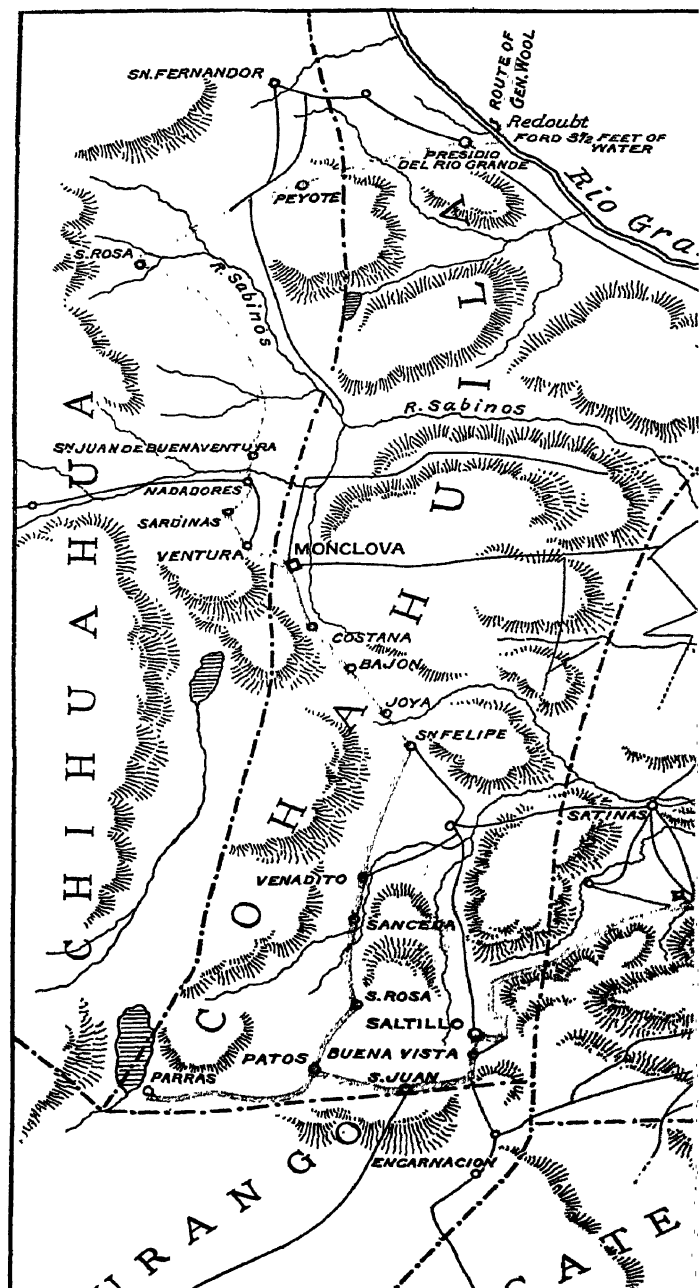 SN. FERNANDOR
ROUTE OF
GEN. WOOL
Redoubt
FORD 3½ FEET OF
WATER
PRESIDIO
DEL RIO GRANDE
PEYOTE
Rio Gra
S. ROSA
R. Sabinos
R. Sabinos
SN. JUAN DE BUENAVENTURA
NADADORES
SARDINAS
VENTURA
MONCLOVA
COSTANA
BAJON
JOYA
SN. FELIPE
SATINAS
VENADITO
SANCEDA
S. ROSA
SALTILLO
PATOS
BUENA VISTA
PARRAS
S. JUAN
ENCARNACION
CHIHUAHUA
COHAHUILA
URANGO
CATE